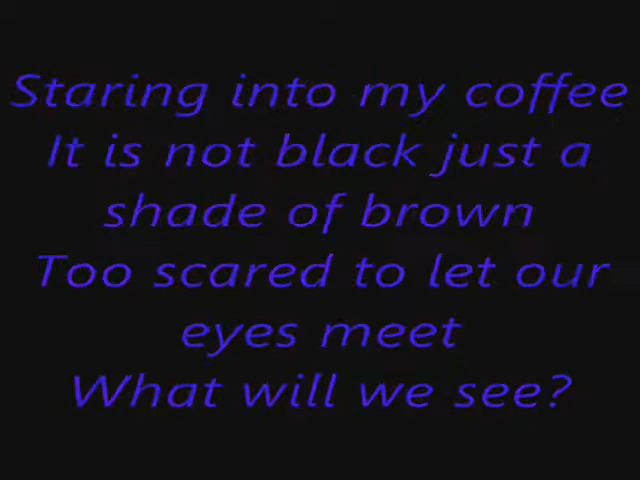 Staring into my coffee
It is not black just a
shade of brown
Too scared to let our
eyes meet
What will we see?